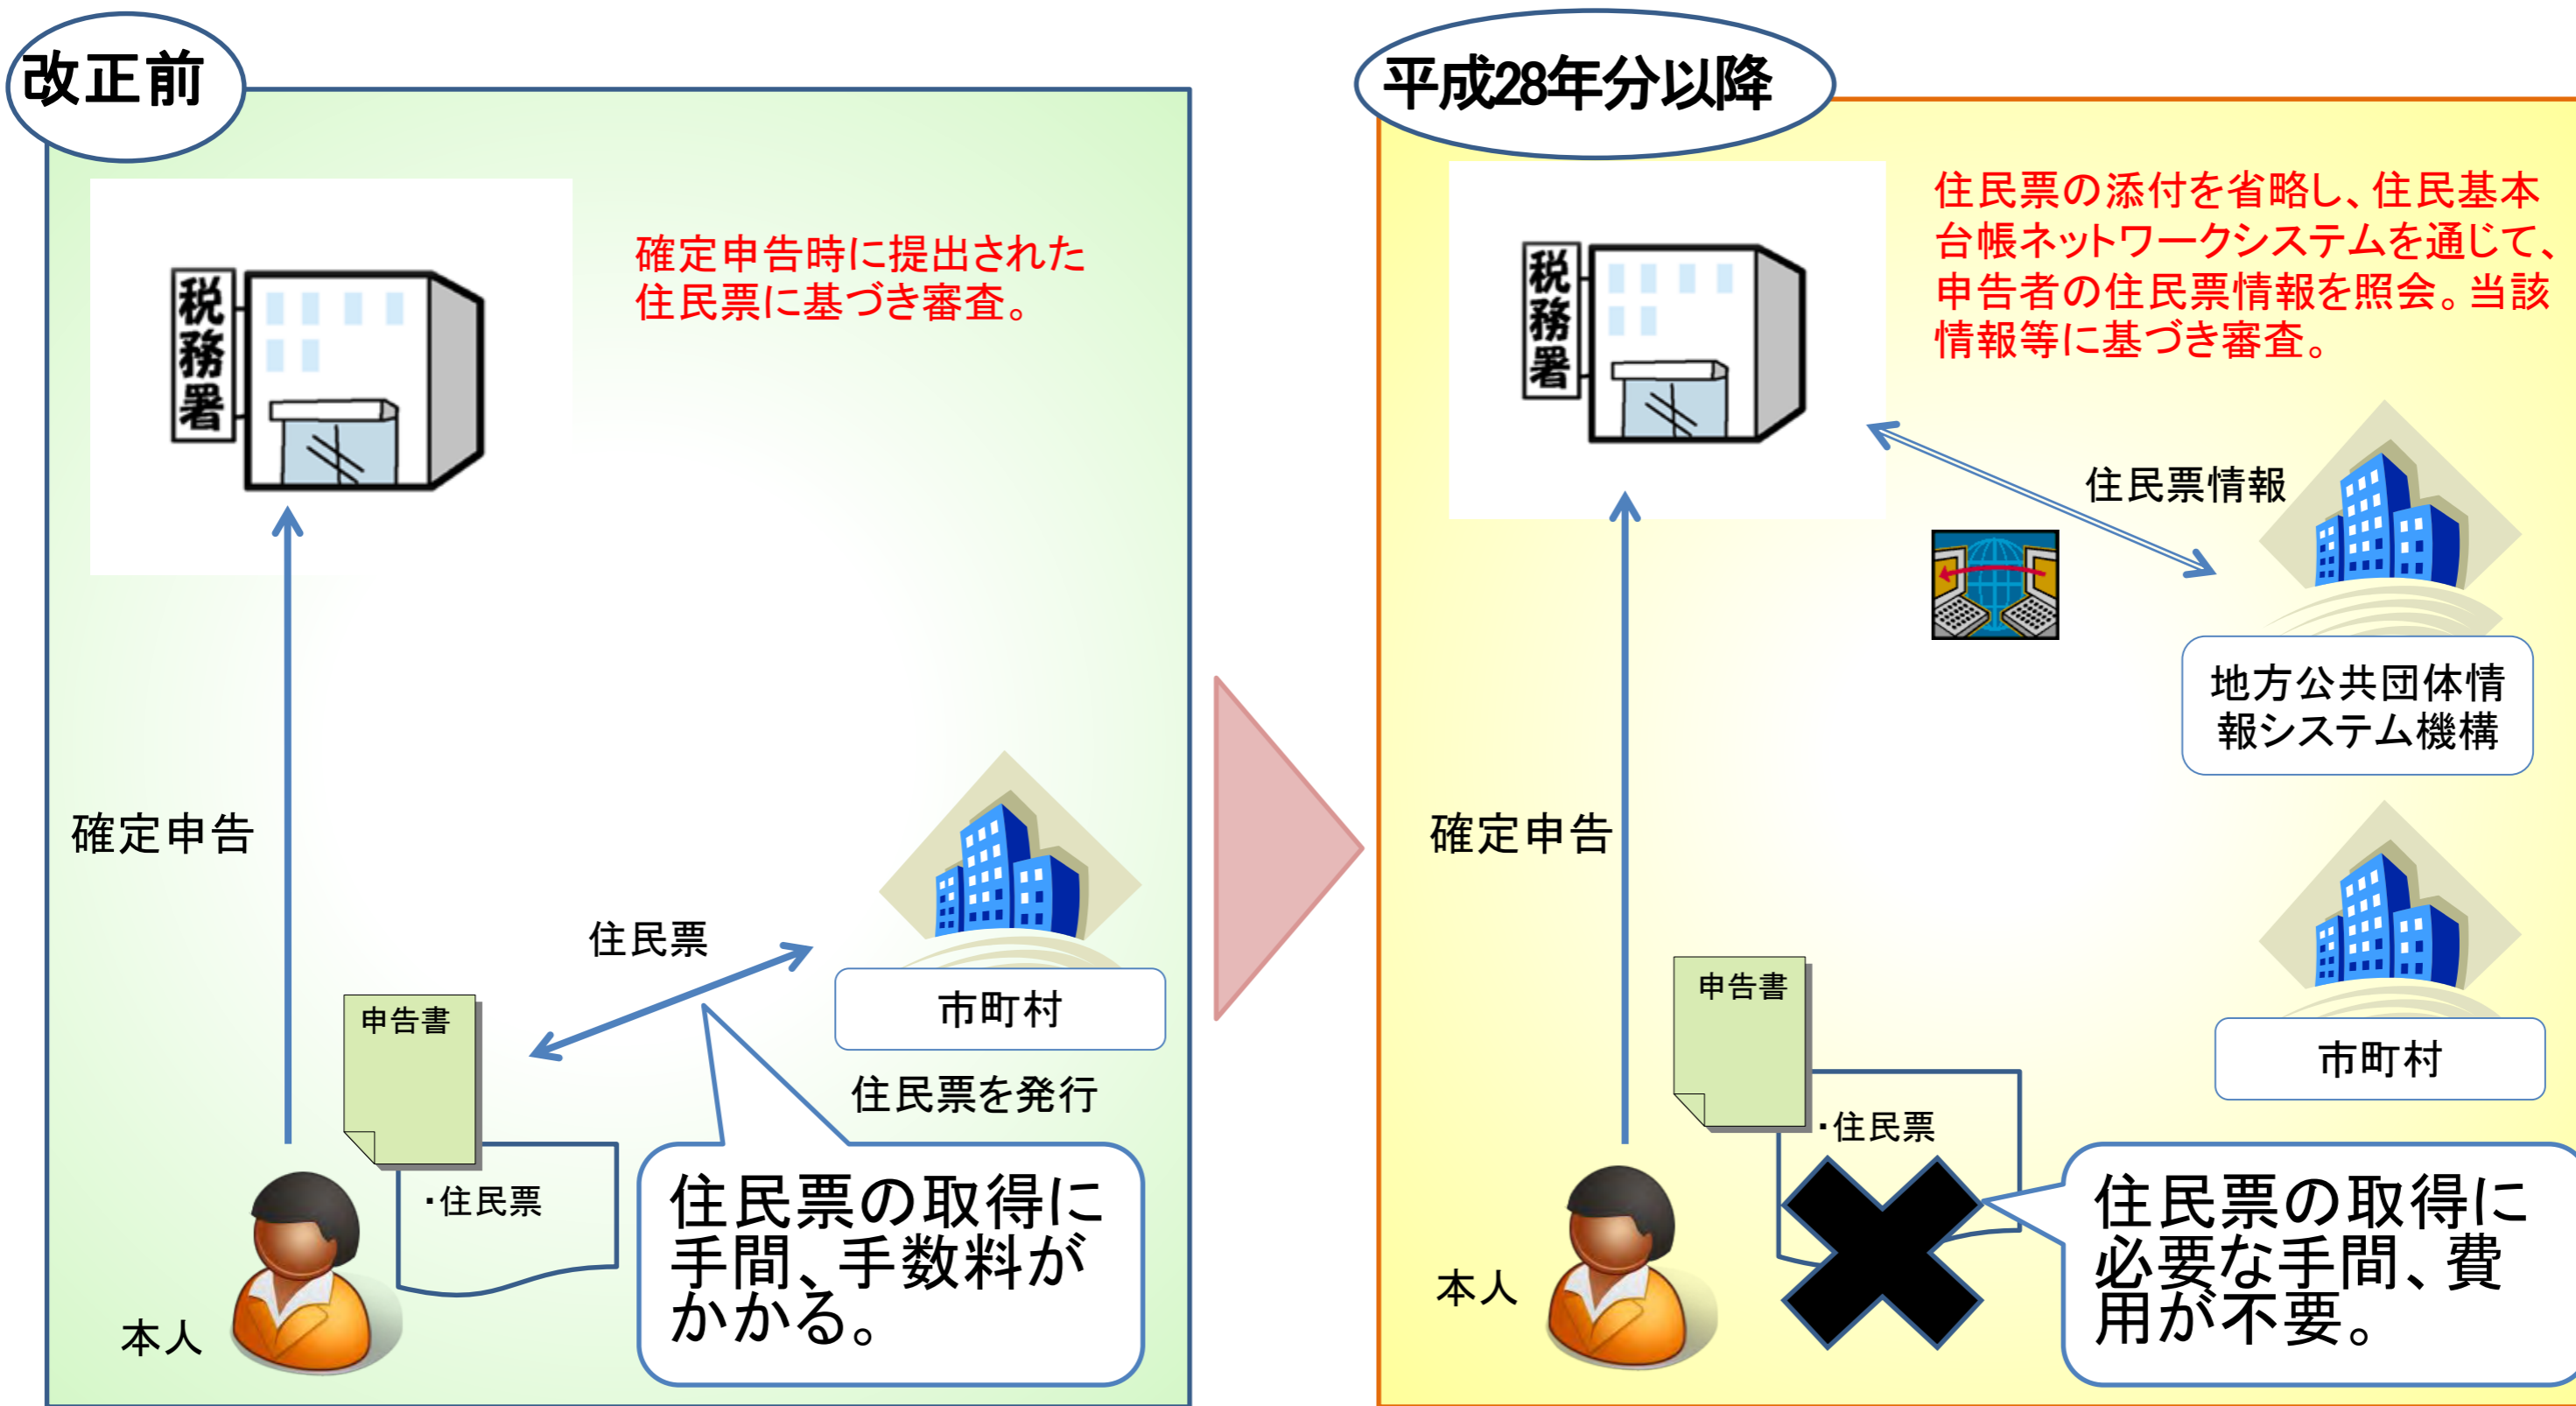 改正前
税務署
確定申告時に提出された
住民票に基づき審査。
確定申告
住民票
市町村
住民票を発行
申告書
・住民票
本人
住民票の取得に
手間、手数料が
かかる。
平成28年分以降
税務署
住民票の添付を省略し、住民基本
台帳ネットワークシステムを通じて、
申告者の住民票情報を照会。当該
情報等に基づき審査。
住民票情報
地方公共団体情
報システム機構
確定申告
市町村
申告書
・住民票
本人
住民票の取得に
必要な手間、費
用が不要。